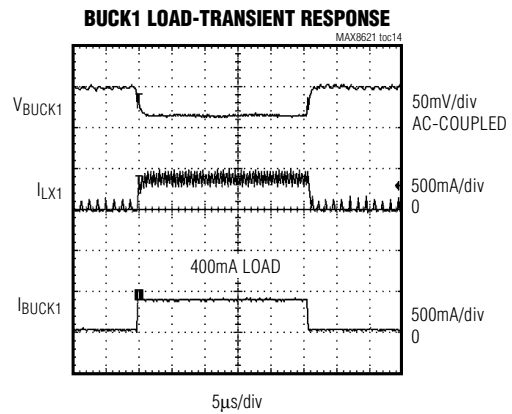 BUCK1 LOAD-TRANSIENT RESPONSE
MAX8621 toc14
VBUCK1
50mV/div
AC-COUPLED
ILX1
500mA/div
0
400mA LOAD
IBUCK1
500mA/div
0
5µs/div